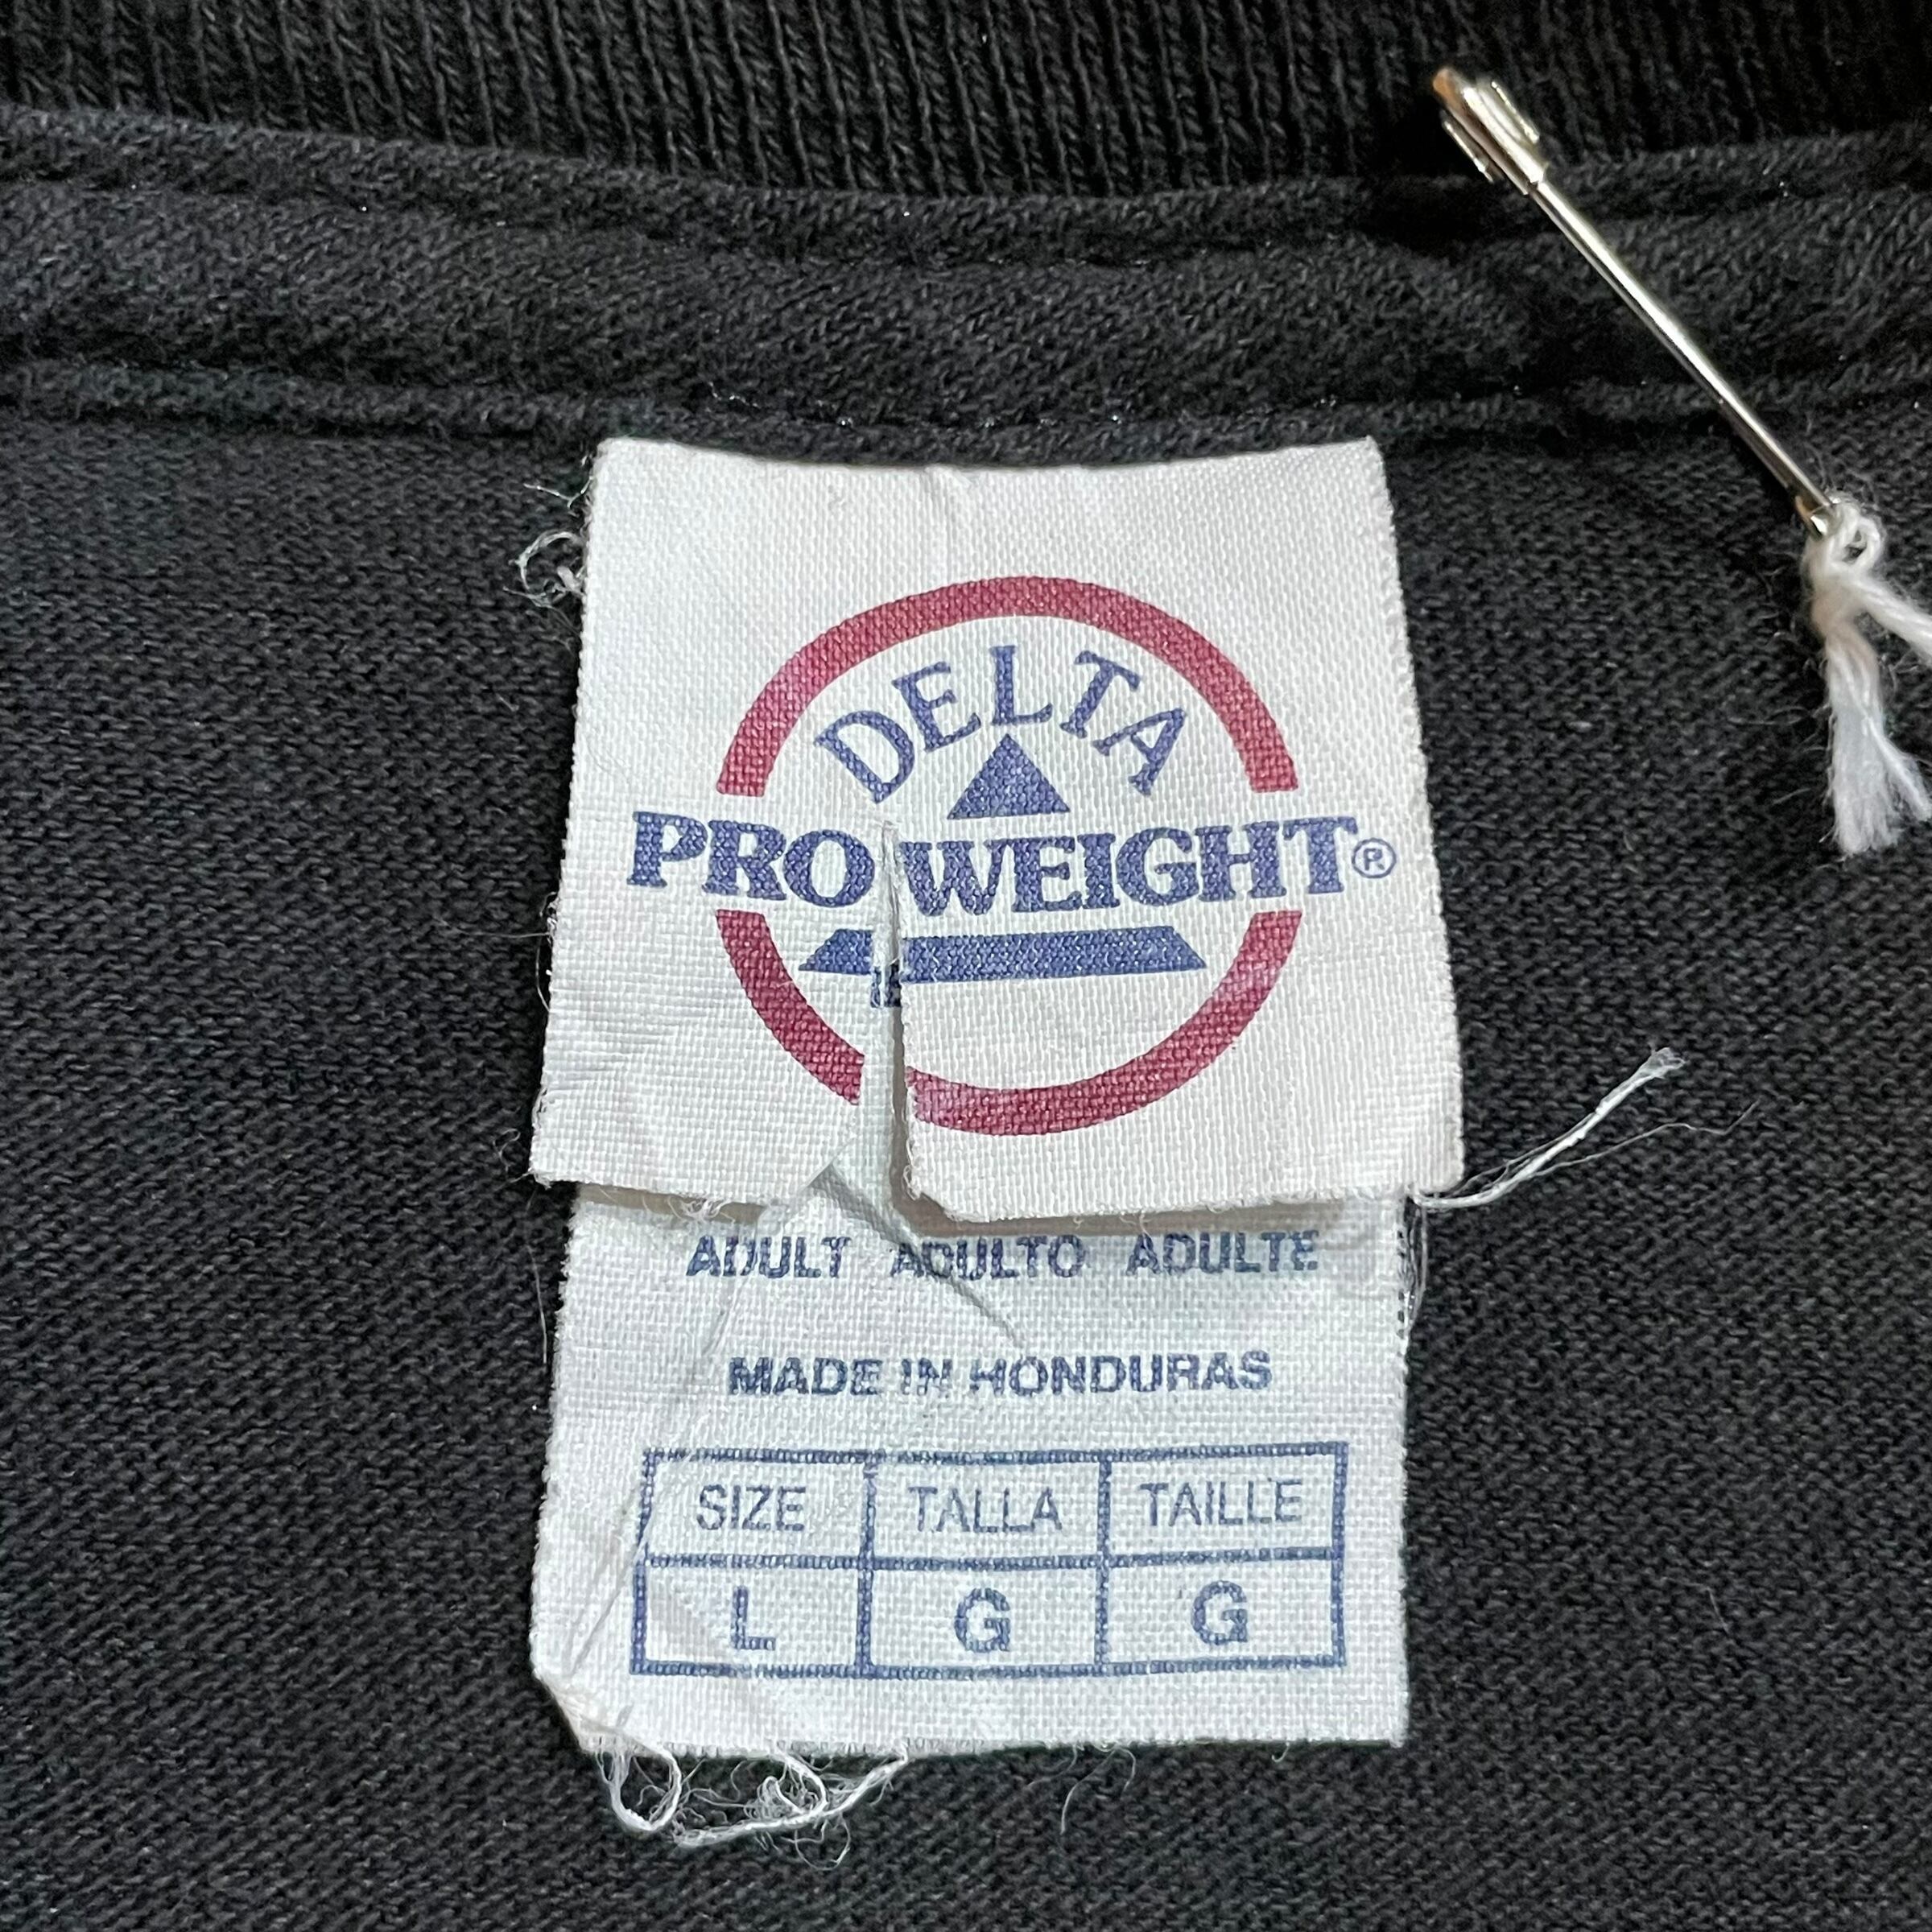 DELTA
PRO WEIGHT®
ADULT ADULTO ADULTE
MADE IN HONDURAS
SIZE TALLA TAILLE
L G G